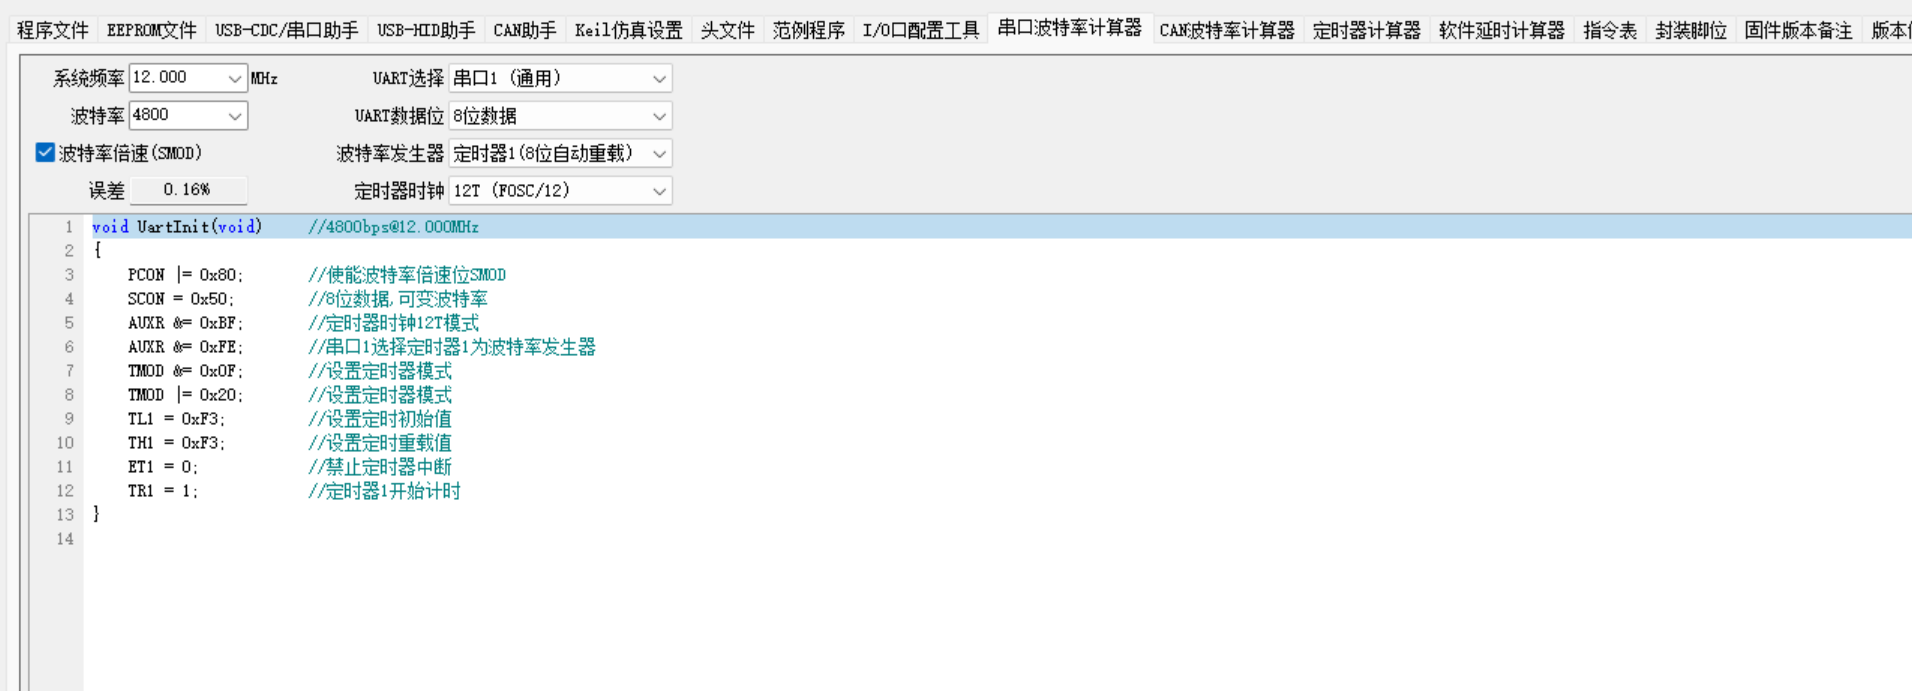 程序文件 EEPROM文件 USB-CDC/串口助手 USB-HID助手 CAN助手 Keil仿真设置 头文件 范例程序 I/O口配置工具 串口波特率计算器 CAN波特率计算器 定时器计算器 软件延时计算器 指令表 封装脚位 固件版本备注 版本
系统频率 12.000 MHz UART选择 串口1 (通用)
波特率 4800 UART数据位 8位数据
波特率倍速(SMOD) 波特率发生器 定时器1(8位自动重载)
误差 0.16% 定时器时钟 12T (FOSC/12)
1 void UartInit(void) //4800bps@12.000MHz
2 {
3 PCON |= 0x80; //使能波特率倍速位SMOD
4 SCON = 0x50; //8位数据,可变波特率
5 AUXR &= 0xBF; //定时器时钟12T模式
6 AUXR &= 0xFE; //串口1选择定时器1为波特率发生器
7 TMOD &= 0x0F; //设置定时器模式
8 TMOD |= 0x20; //设置定时器模式
9 TL1 = 0xF3; //设置定时初始值
10 TH1 = 0xF3; //设置定时重载值
11 ET1 = 0; //禁止定时器中断
12 TR1 = 1; //定时器1开始计时
13 }
14